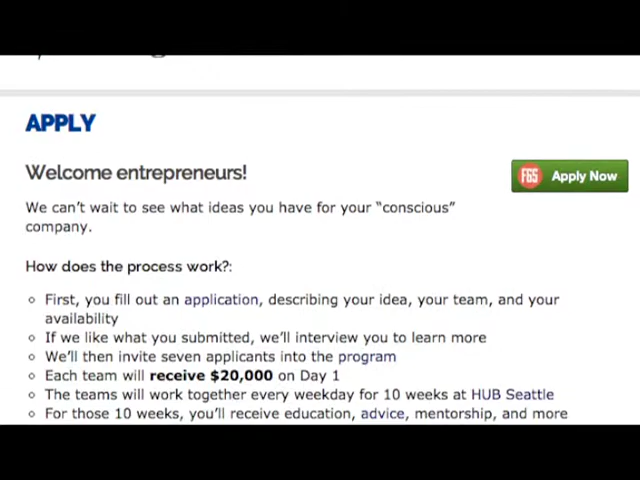 APPLY
Welcome entrepreneurs!
F6S Apply Now
We can't wait to see what ideas you have for your “conscious”
company.
How does the process work?:
First, you fill out an application, describing your idea, your team, and your
availability
If we like what you submitted, we'll interview you to learn more
We'll then invite seven applicants into the program
Each team will receive $20,000 on Day 1
The teams will work together every weekday for 10 weeks at HUB Seattle
For those 10 weeks, you'll receive education, advice, mentorship, and more